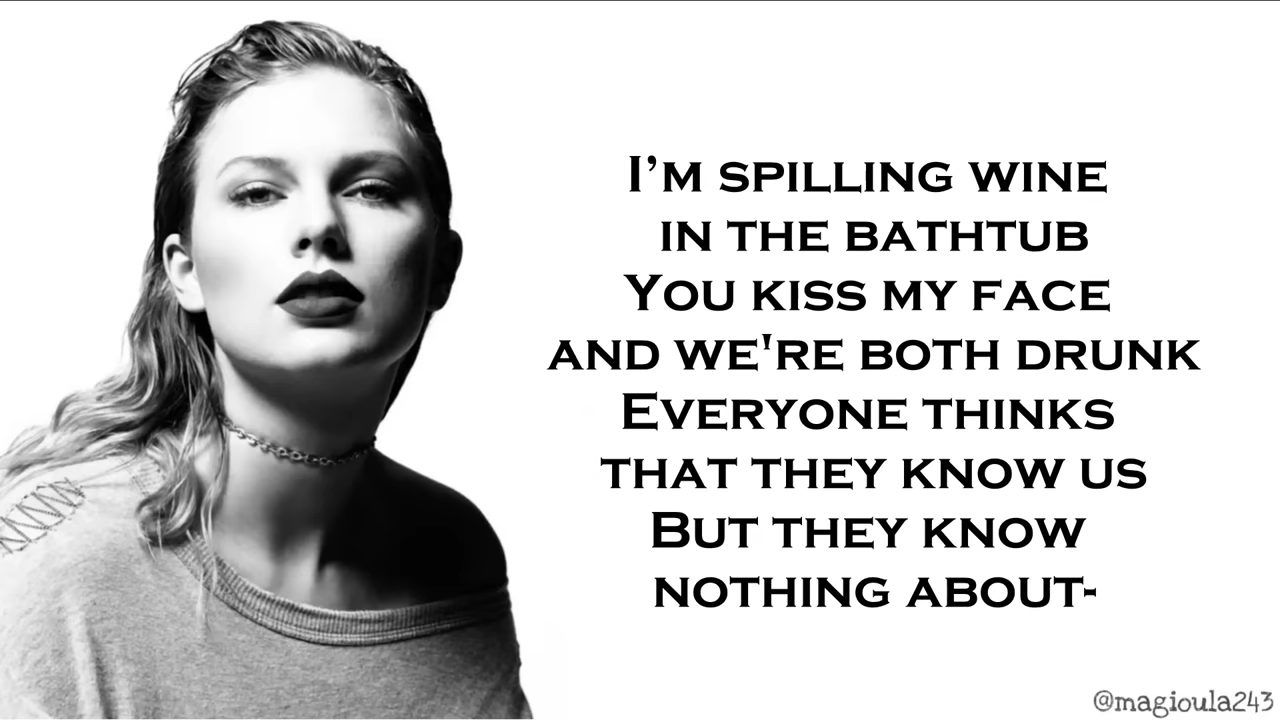 I’M SPILLING WINE
IN THE BATHTUB
YOU KISS MY FACE
AND WE'RE BOTH DRUNK
EVERYONE THINKS
THAT THEY KNOW US
BUT THEY KNOW
NOTHING ABOUT-
@magioula243